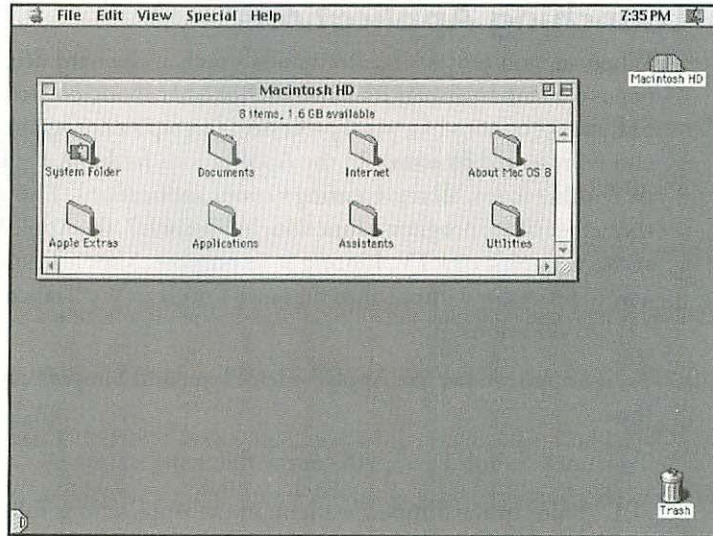 File Edit View Special Help 7:35 PM
Macintosh HD
Macintosh HD
8 items, 1.6 GB available
System Folder Documents Internet About Mac OS 8
Apple Extras Applications Assistants Utilities
Trash